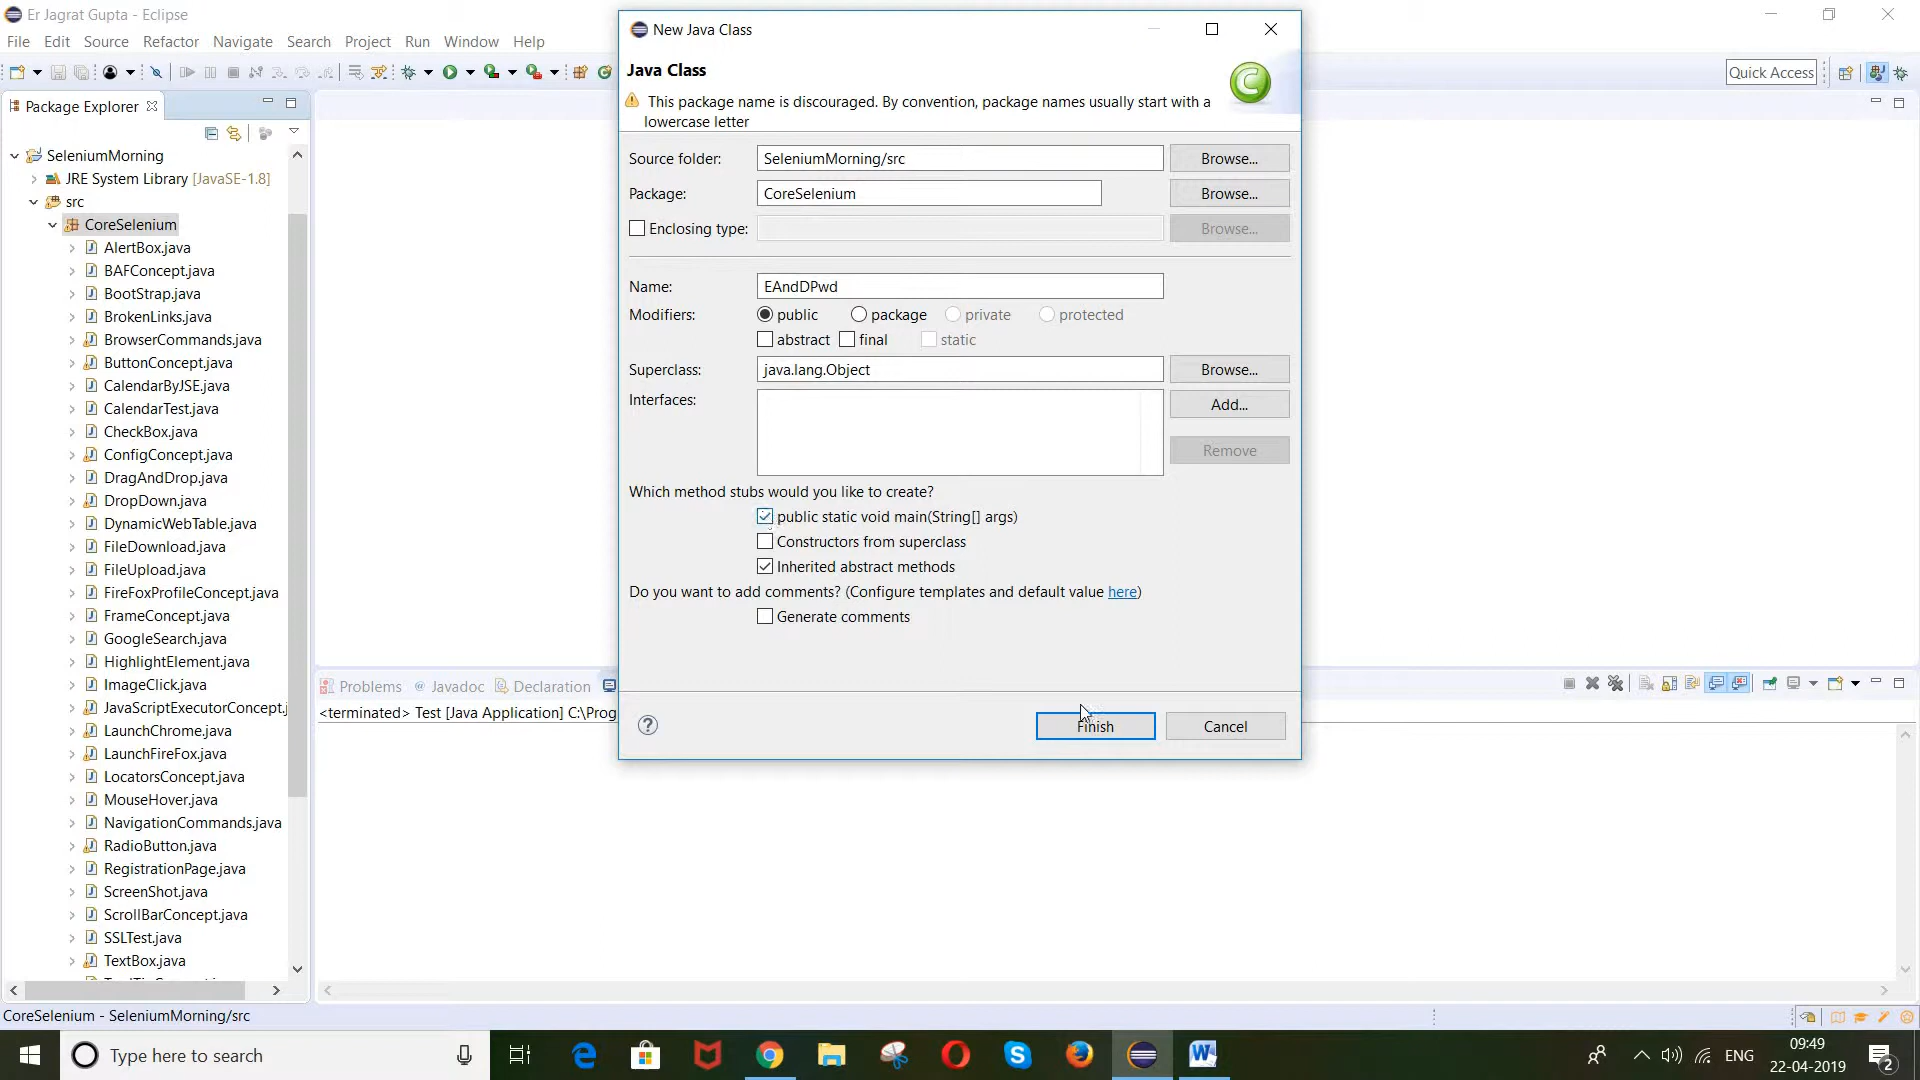 Er Jagrat Gupta - Eclipse
File Edit Source Refactor Navigate Search Project Run Window Help
Quick Access
Package Explorer
SeleniumMorning
JRE System Library [JavaSE-1.8]
src
CoreSelenium
AlertBox.java
BAFConcept.java
BootStrap.java
BrokenLinks.java
BrowserCommands.java
ButtonConcept.java
CalendarByJSE.java
CalendarTest.java
CheckBox.java
ConfigConcept.java
DragAndDrop.java
DropDown.java
DynamicWebTable.java
FileDownload.java
FileUpload.java
FireFoxProfileConcept.java
FrameConcept.java
GoogleSearch.java
HighlightElement.java
ImageClick.java
JavaScriptExecutorConcept.j
LaunchChrome.java
LaunchFireFox.java
LocatorsConcept.java
MouseHover.java
NavigationCommands.java
RadioButton.java
RegistrationPage.java
ScreenShot.java
ScrollBarConcept.java
SSLTest.java
TextBox.java
New Java Class
Java Class
This package name is discouraged. By convention, package names usually start with a
lowercase letter
Source folder: SeleniumMorning/src Browse...
Package: CoreSelenium Browse...
Enclosing type: Browse...
Name: EAndDPwd
Modifiers: public package private protected
abstract final static
Superclass: java.lang.Object Browse...
Interfaces: Add...
Remove
Which method stubs would you like to create?
public static void main(String[] args)
Constructors from superclass
Inherited abstract methods
Do you want to add comments? (Configure templates and default value here)
Generate comments
Finish Cancel
Problems Javadoc Declaration
<terminated> Test [Java Application] C:\Prog
CoreSelenium - SeleniumMorning/src
Type here to search
ENG
09:49
22-04-2019
2